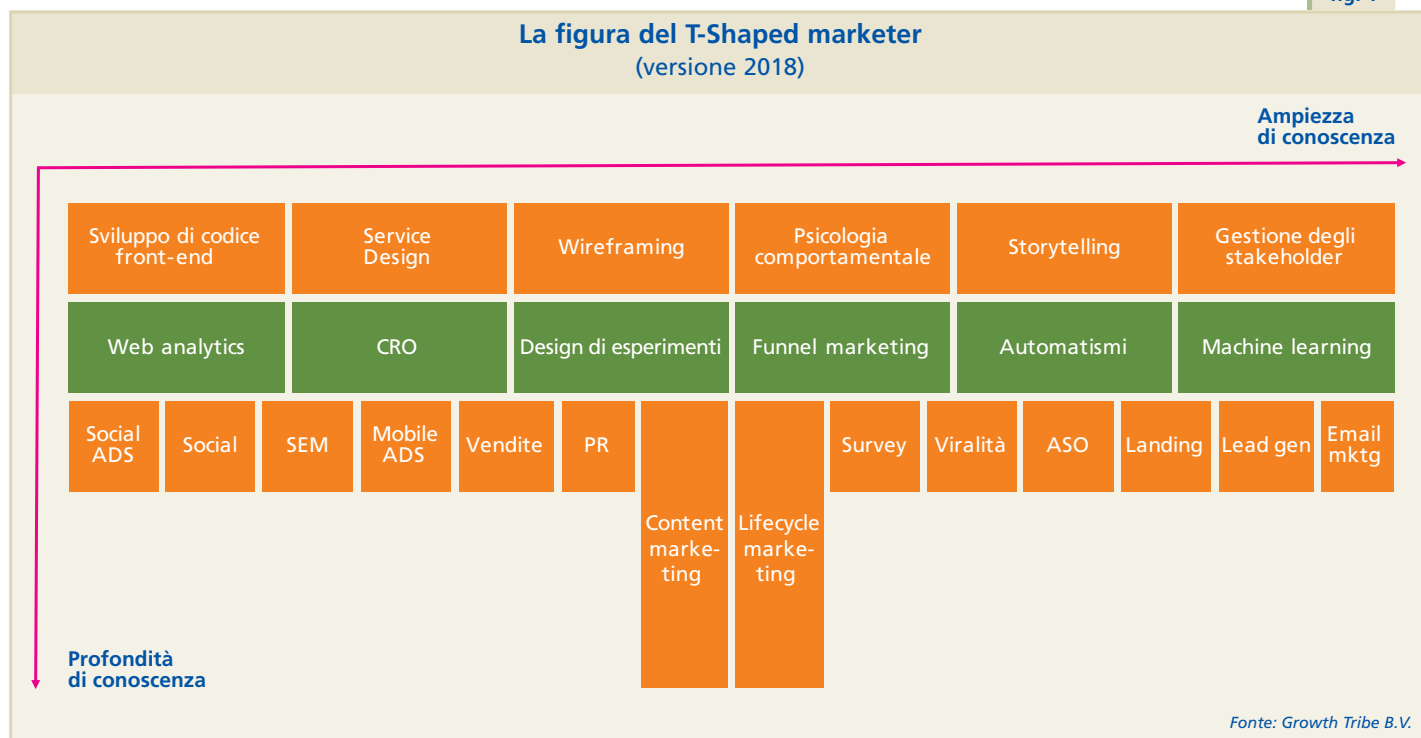 La figura del T-Shaped marketer
(versione 2018)
Ampiezza
di conoscenza
Sviluppo di codice
front-end
Service
Design
Wireframing
Psicologia
comportamentale
Storytelling
Gestione degli
stakeholder
Web analytics
CRO
Design di esperimenti
Funnel marketing
Automatismi
Machine learning
Social
ADS
Social
SEM
Mobile
ADS
Vendite
PR
Content
marke-
ting
Lifecycle
marke-
ting
Survey
Viralità
ASO
Landing
Lead gen
Email
mktg
Profondità
di conoscenza
Fonte: Growth Tribe B.V.